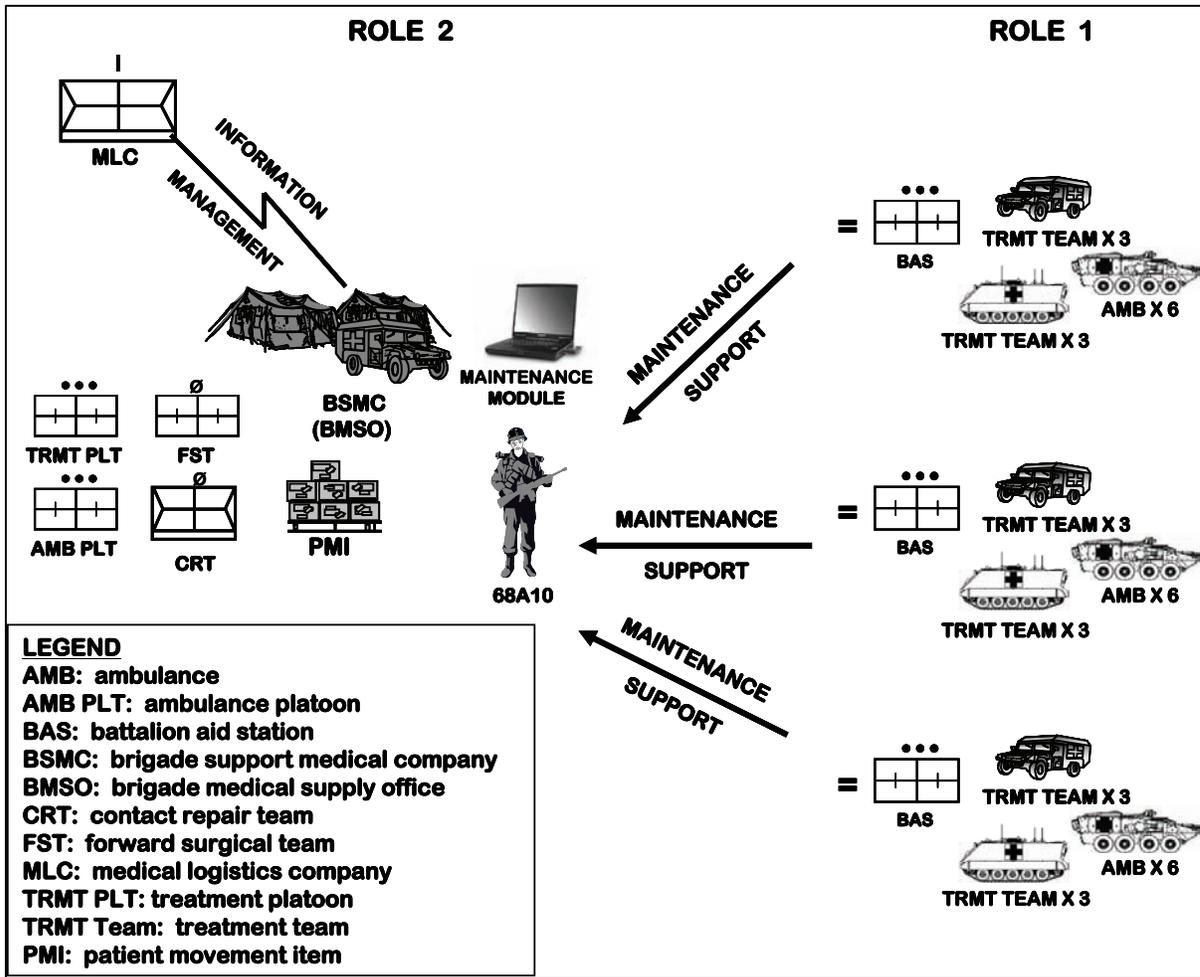 ROLE 2
ROLE 1
MLC
INFORMATION
MANAGEMENT
BSMC
(BMSO)
MAINTENANCE
MODULE
TRMT PLT
FST
AMB PLT
CRT
PMI
68A10
MAINTENANCE
SUPPORT
MAINTENANCE
SUPPORT
MAINTENANCE
SUPPORT
=
BAS
TRMT TEAM X 3
AMB X 6
TRMT TEAM X 3
=
BAS
TRMT TEAM X 3
AMB X 6
TRMT TEAM X 3
=
BAS
TRMT TEAM X 3
AMB X 6
TRMT TEAM X 3
LEGEND
AMB: ambulance
AMB PLT: ambulance platoon
BAS: battalion aid station
BSMC: brigade support medical company
BMSO: brigade medical supply office
CRT: contact repair team
FST: forward surgical team
MLC: medical logistics company
TRMT PLT: treatment platoon
TRMT Team: treatment team
PMI: patient movement item